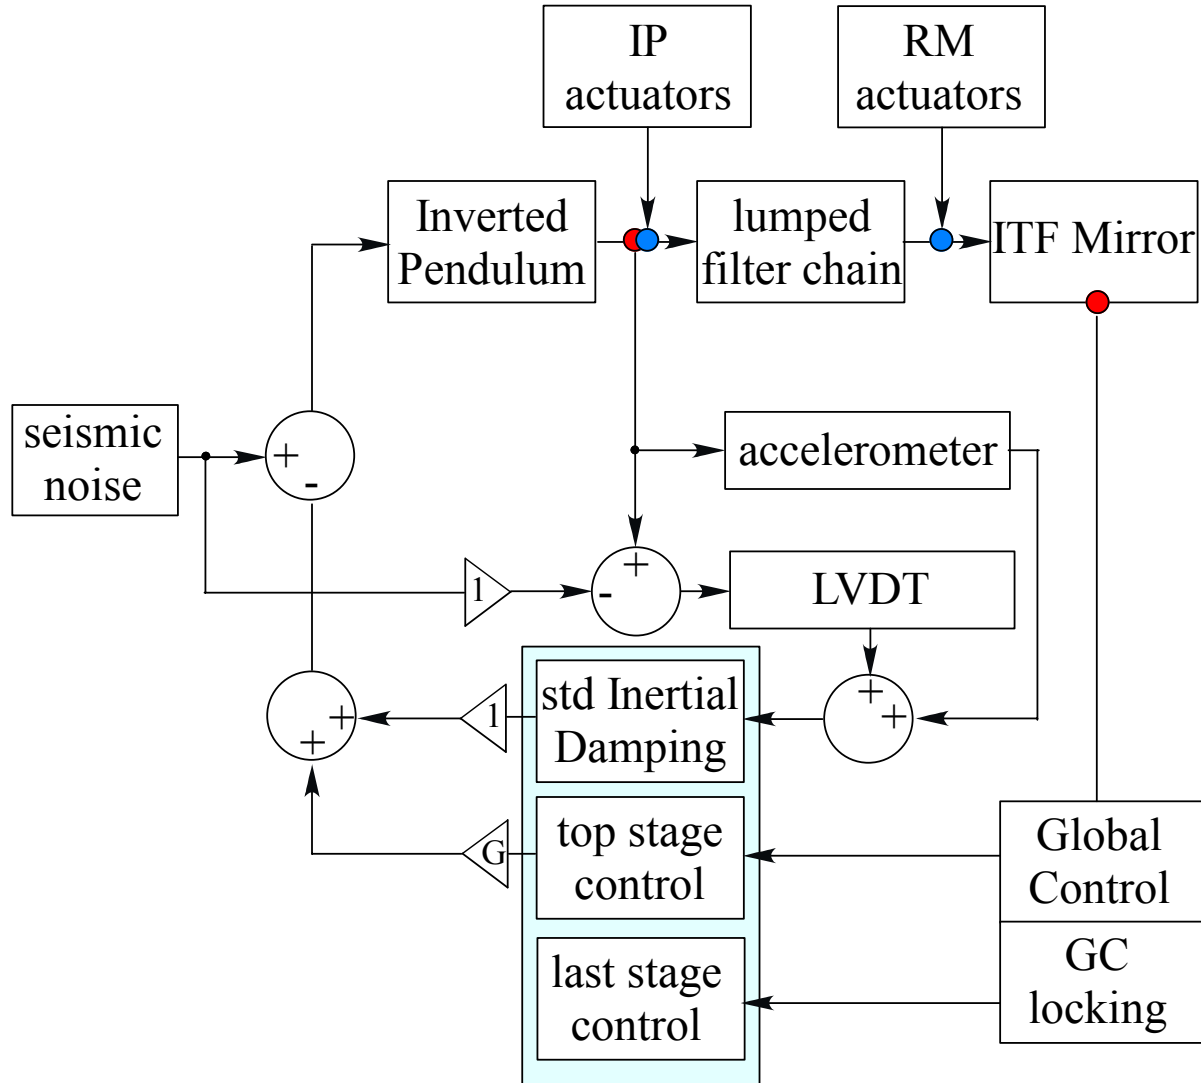 IP
actuators
RM
actuators
Inverted
Pendulum
lumped
filter chain
ITF Mirror
seismic
noise
+
-
accelerometer
1
+
-
LVDT
std Inertial
Damping
1
+
+
+
+
top stage
control
G
Global
Control
last stage
control
GC
locking